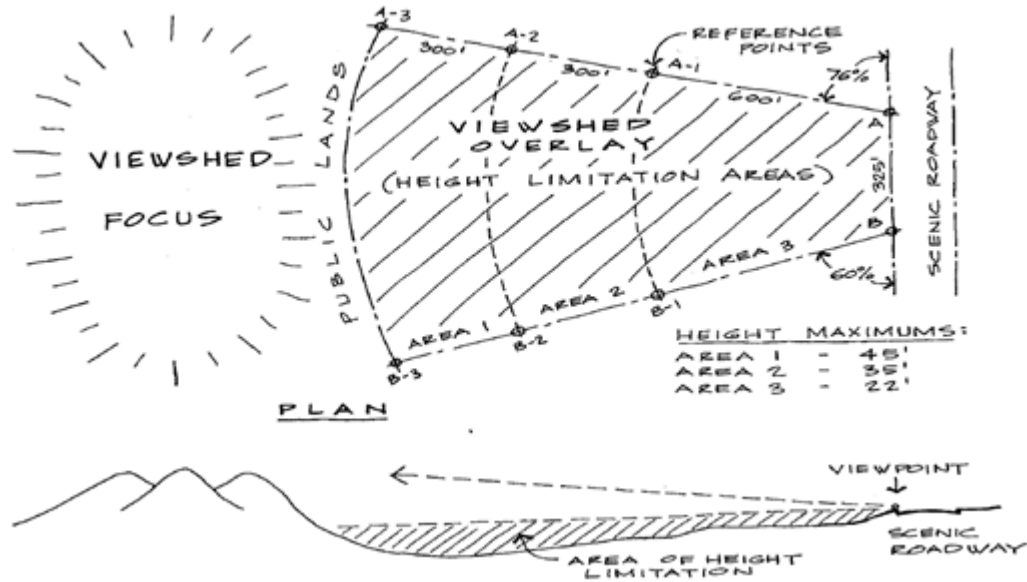 A-3
300'
A-2
300'
A-1
REFERENCE
POINTS
600'
76%
A
325'
B
60%
SCENIC ROADWAY
VIEWSHED
FOCUS
PUBLIC LANDS
VIEWSHED
OVERLAY
(HEIGHT LIMITATION AREAS)
AREA 1
AREA 2
AREA 3
B-3
B-2
B-1
HEIGHT MAXIMUMS:
AREA 1 - 45'
AREA 2 - 35'
AREA 3 - 22'
PLAN
VIEWPOINT
SCENIC
ROADWAY
AREA OF HEIGHT
LIMITATION